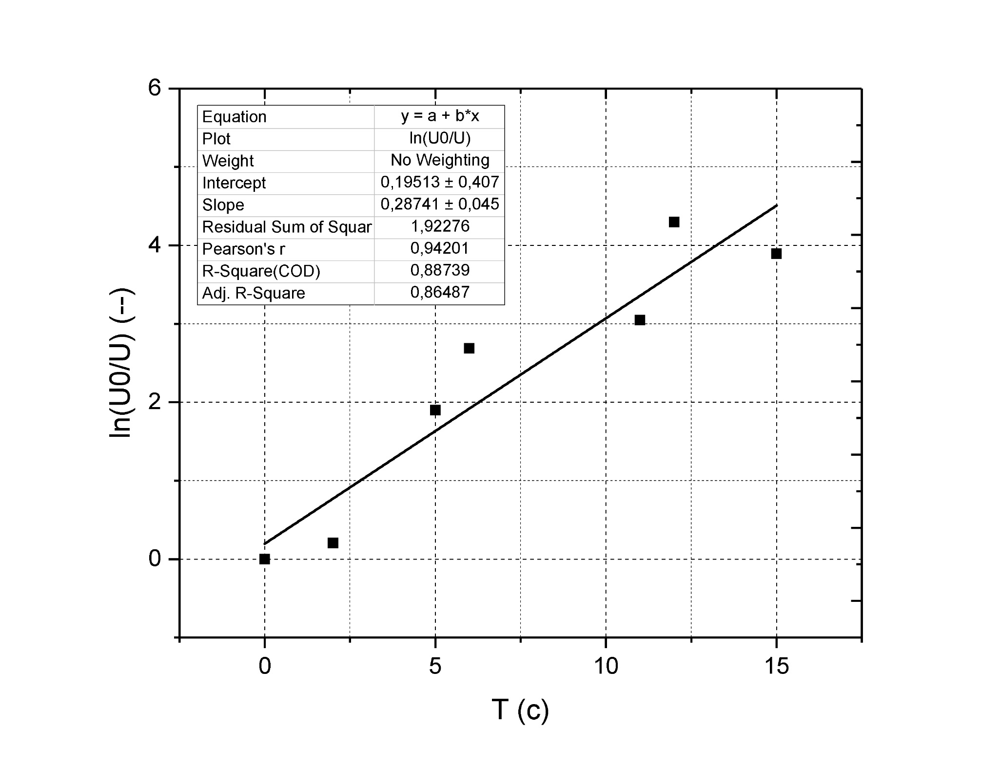 6
Equation y = a + b*x
Plot ln(U0/U)
Weight No Weighting
Intercept 0,19513 ± 0,407
Slope 0,28741 ± 0,045
Residual Sum of Squar 1,92276
Pearson's r 0,94201
R-Square(COD) 0,88739
Adj. R-Square 0,86487
4
2
0
ln(U0/U) (--)
0 5 10 15
T (c)